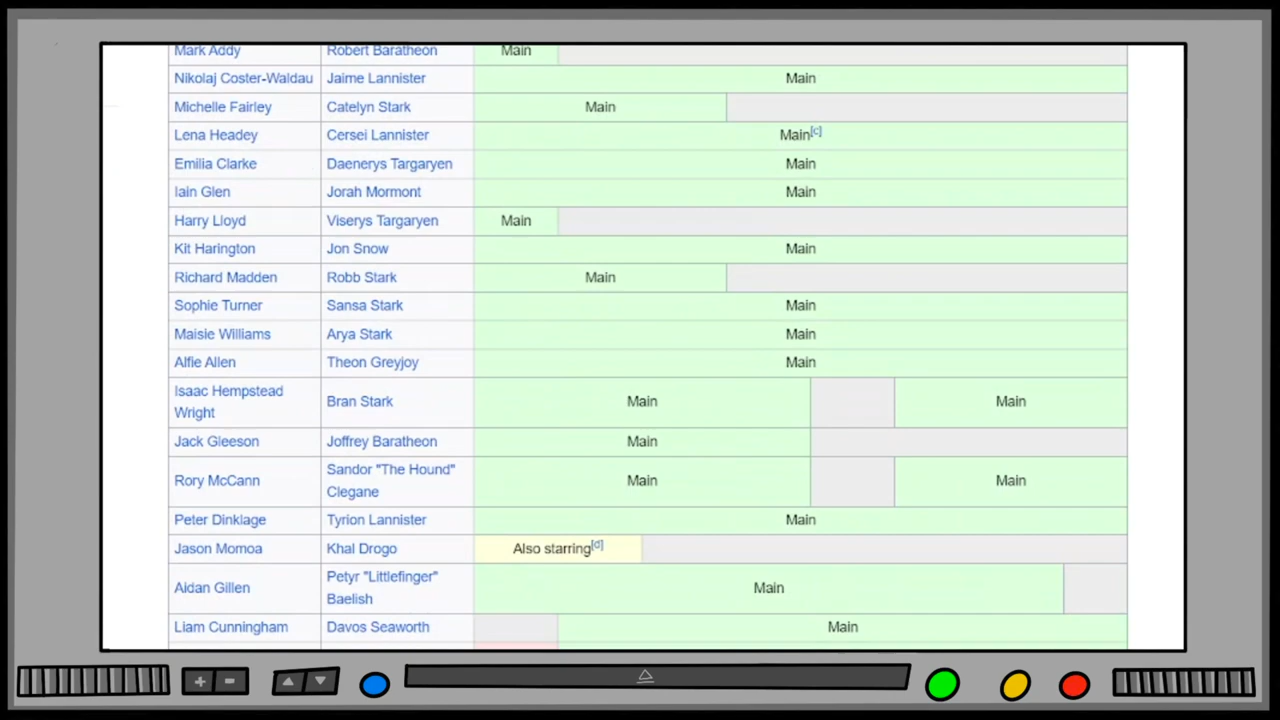 Mark Addy Robert Baratheon Main
Nikolaj Coster-Waldau Jaime Lannister Main
Michelle Fairley Catelyn Stark Main
Lena Headey Cersei Lannister Main[c]
Emilia Clarke Daenerys Targaryen Main
Iain Glen Jorah Mormont Main
Harry Lloyd Viserys Targaryen Main
Kit Harington Jon Snow Main
Richard Madden Robb Stark Main
Sophie Turner Sansa Stark Main
Maisie Williams Arya Stark Main
Alfie Allen Theon Greyjoy Main
Isaac Hempstead
Wright Bran Stark Main Main
Jack Gleeson Joffrey Baratheon Main
Rory McCann Sandor "The Hound"
Clegane Main Main
Peter Dinklage Tyrion Lannister Main
Jason Momoa Khal Drogo Also starring[d]
Aidan Gillen Petyr "Littlefinger"
Baelish Main
Liam Cunningham Davos Seaworth Main